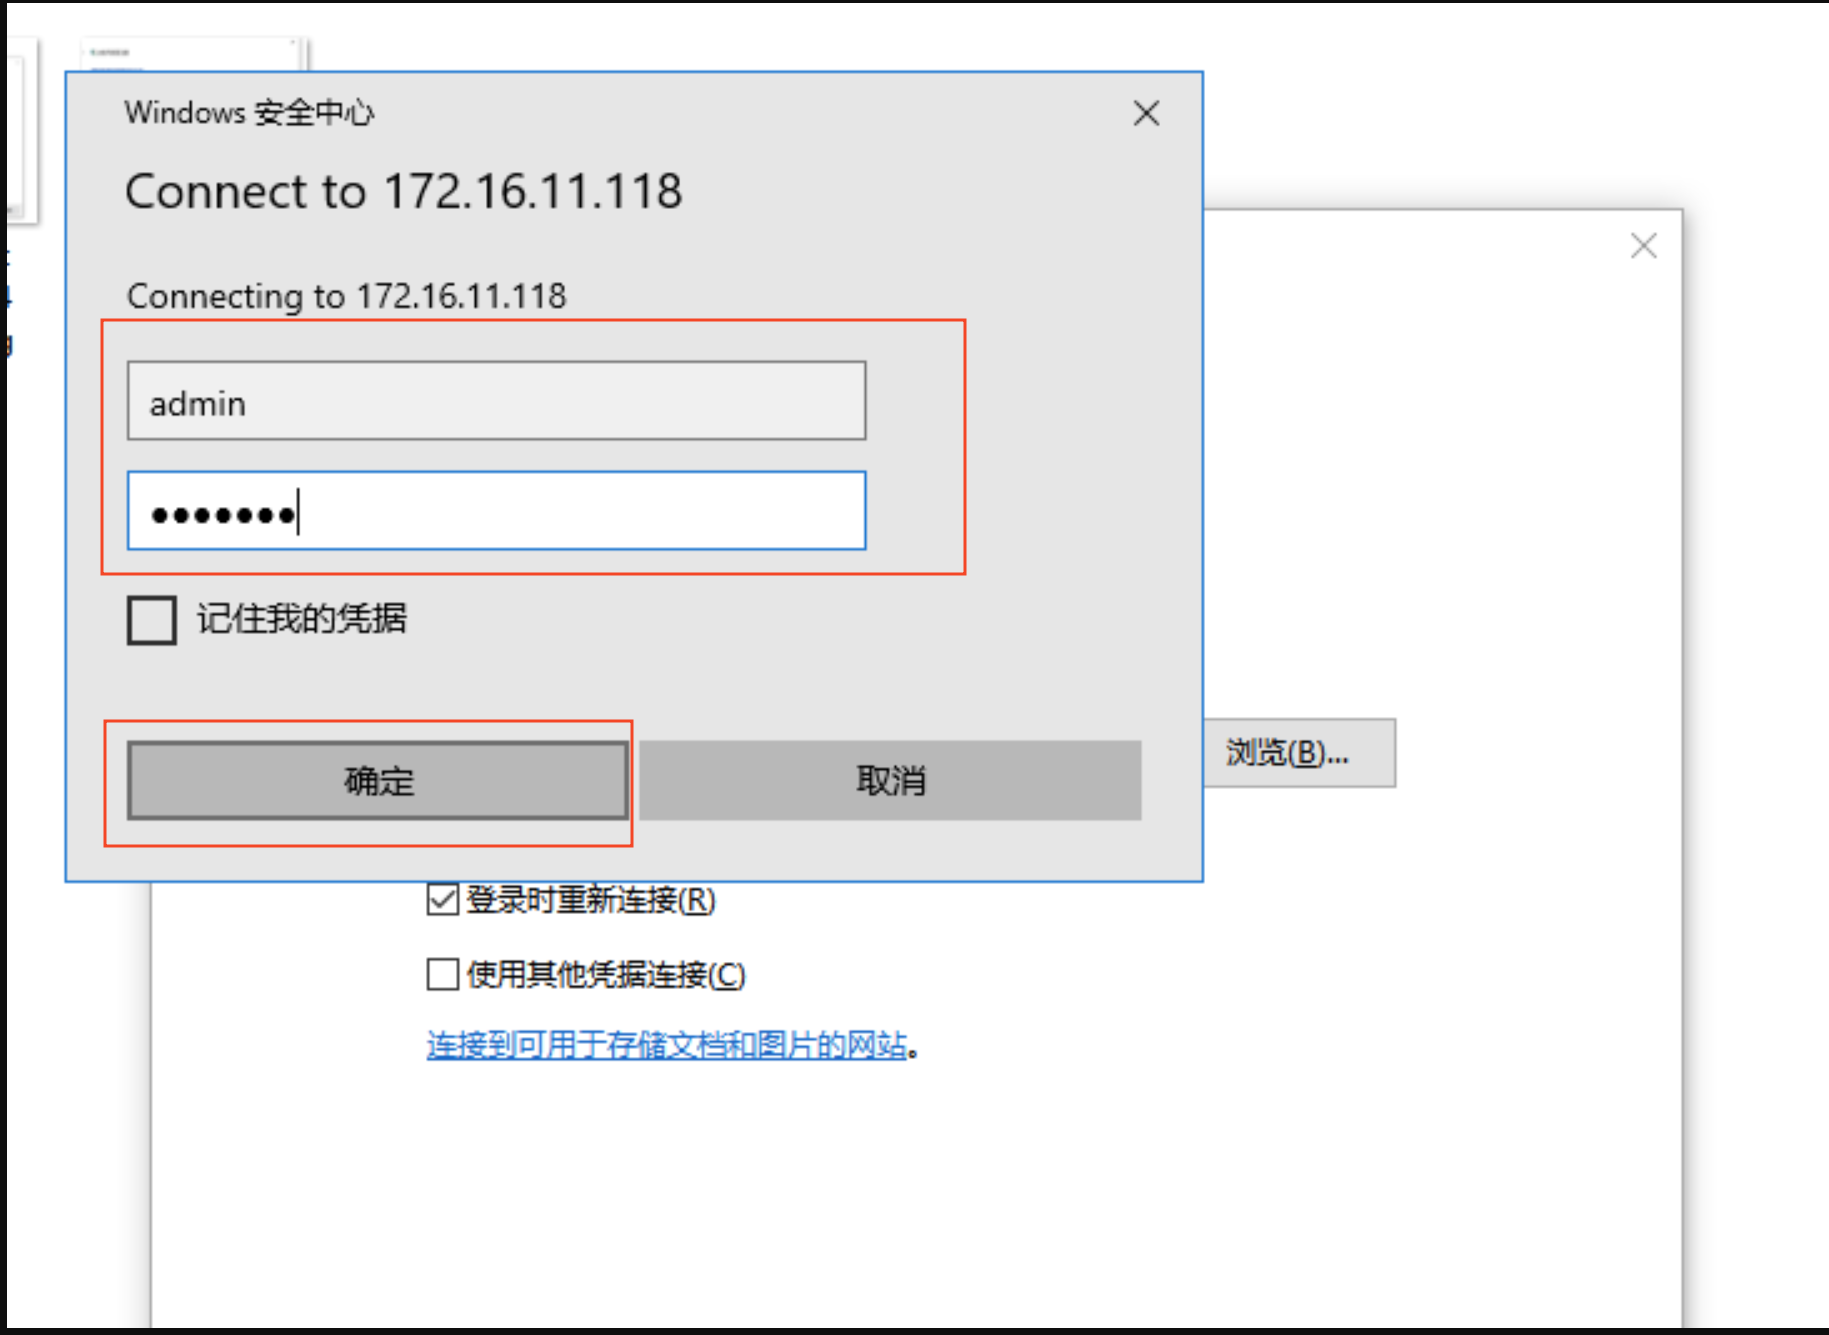 Windows 安全中心
Connect to 172.16.11.118
Connecting to 172.16.11.118
admin
•••••••
记住我的凭据
确定
取消
浏览(B)...
登录时重新连接(R)
使用其他凭据连接(C)
连接到可用于存储文档和图片的网站。